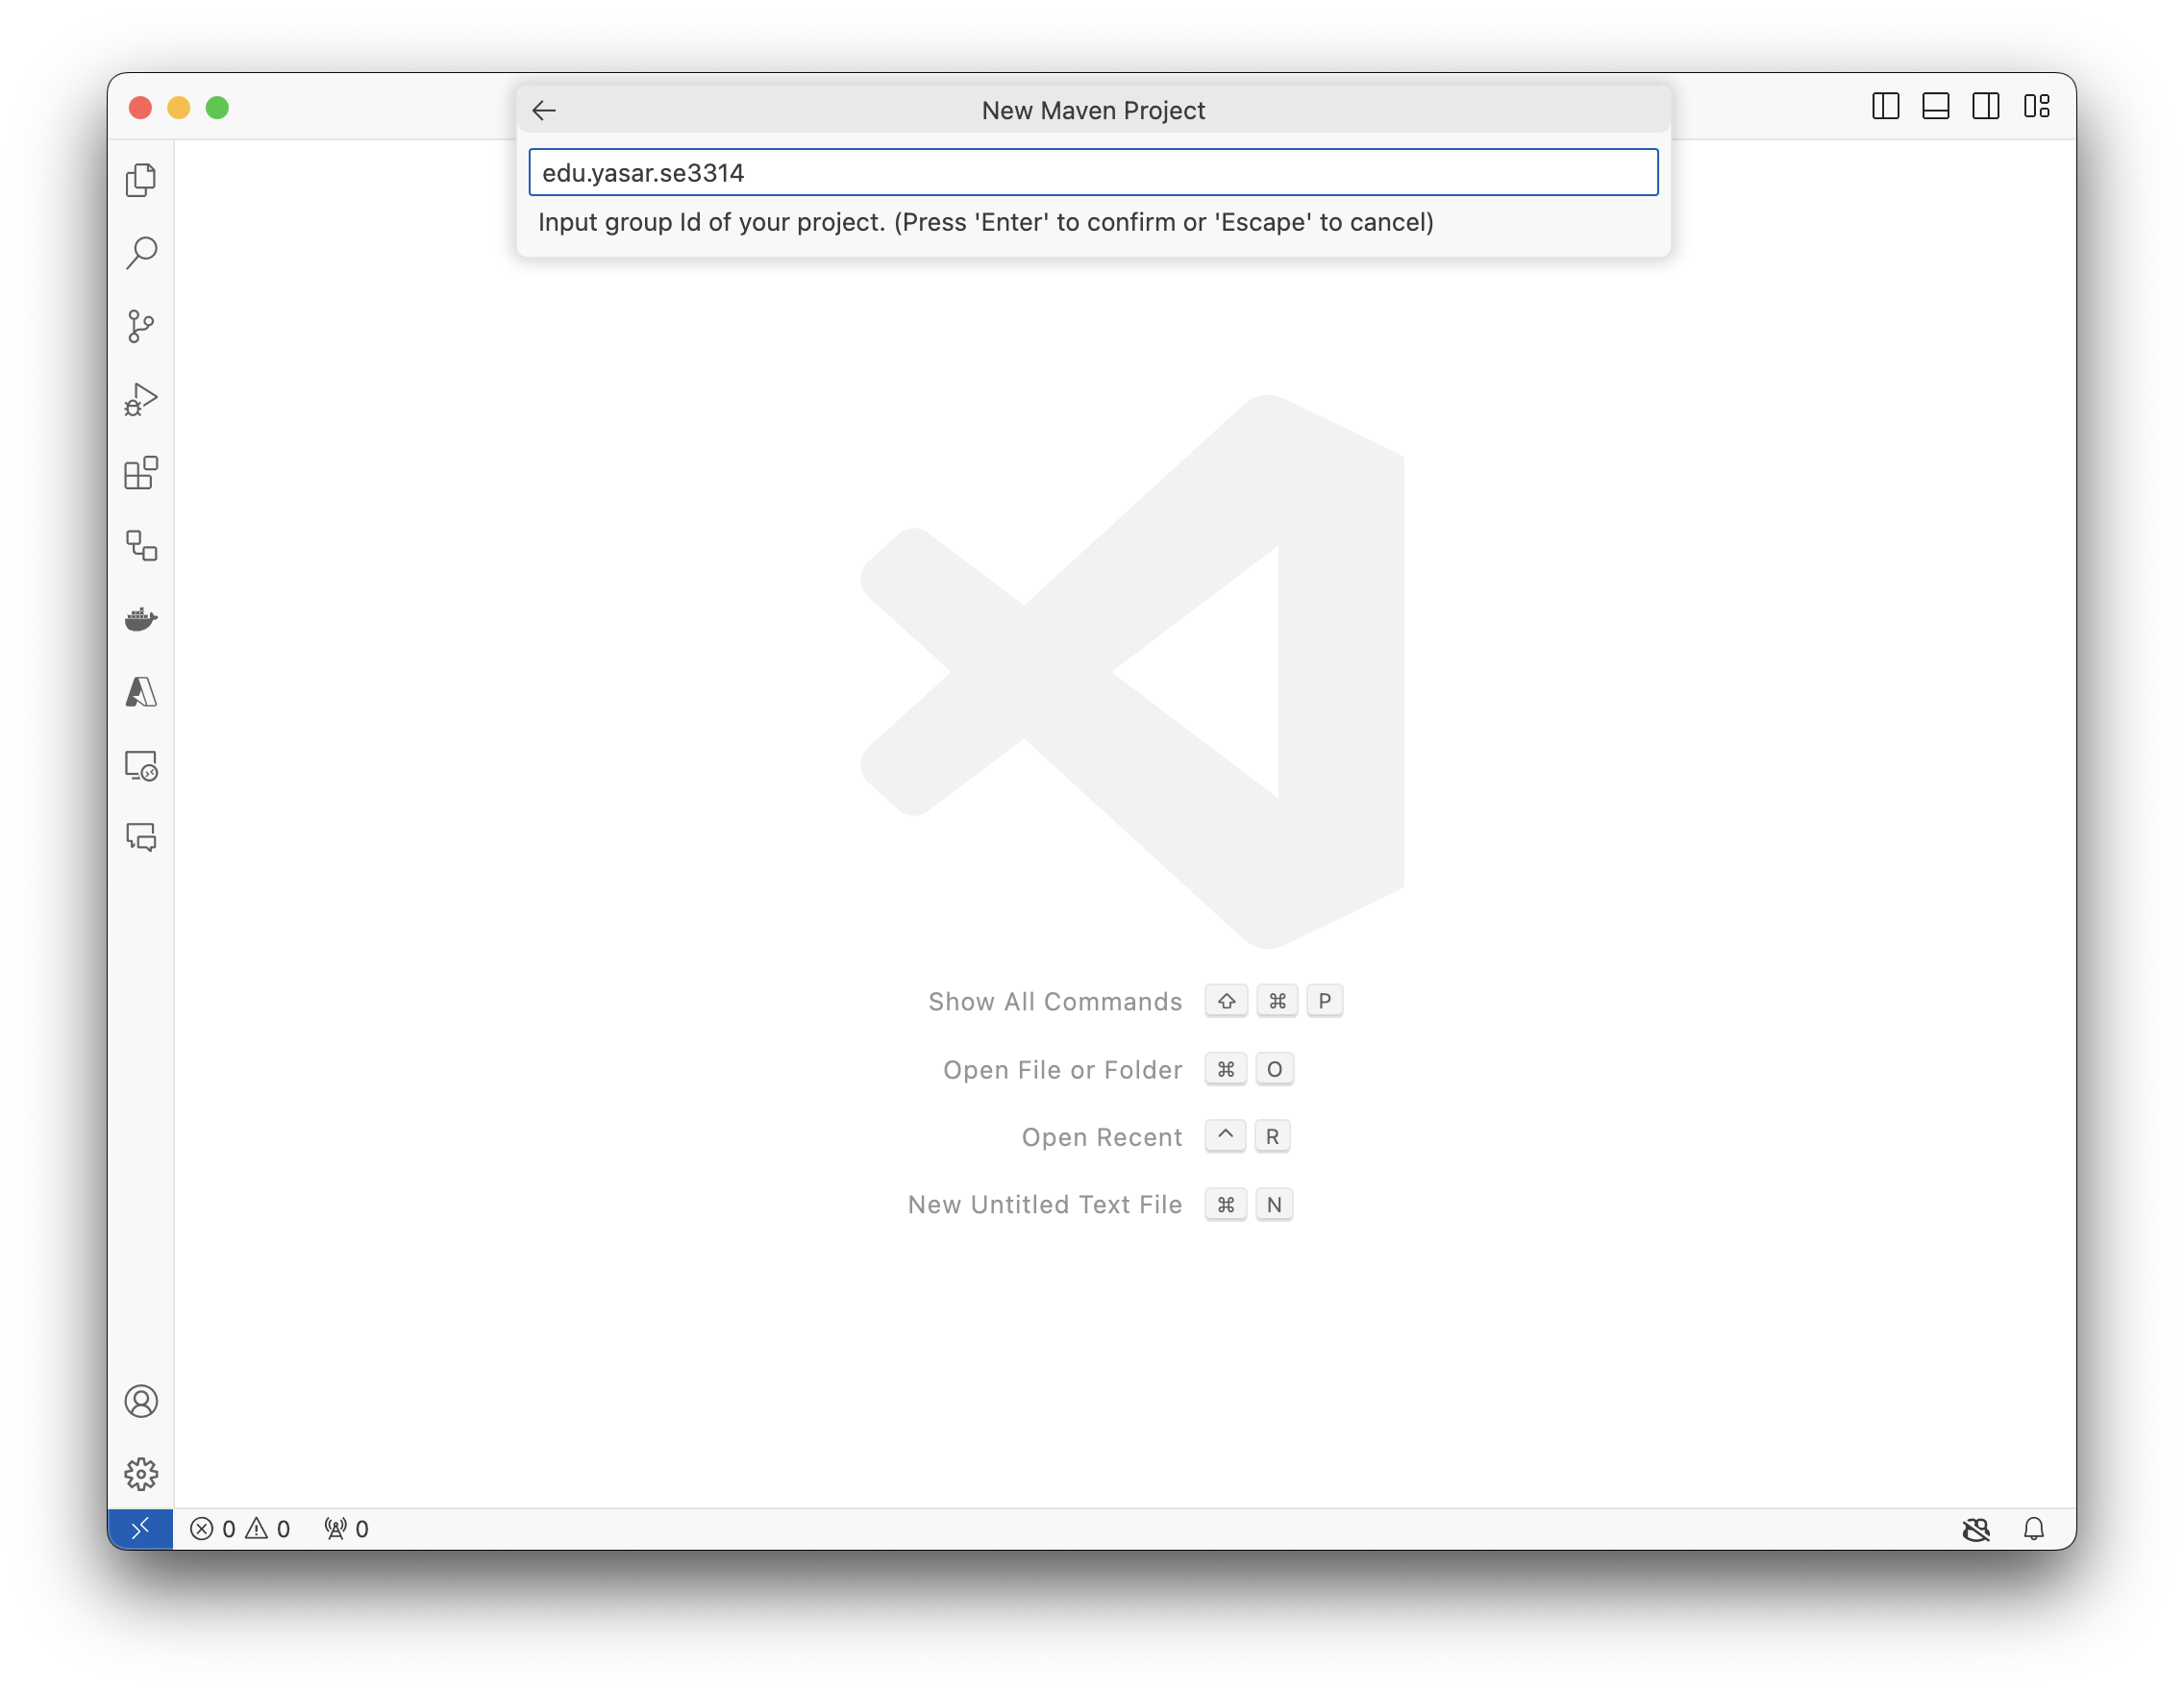 New Maven Project
edu.yasar.se3314
Input group Id of your project. (Press 'Enter' to confirm or 'Escape' to cancel)
Show All Commands ⇧ ⌘ P
Open File or Folder ⌘ O
Open Recent ^ R
New Untitled Text File ⌘ N
0 0 0